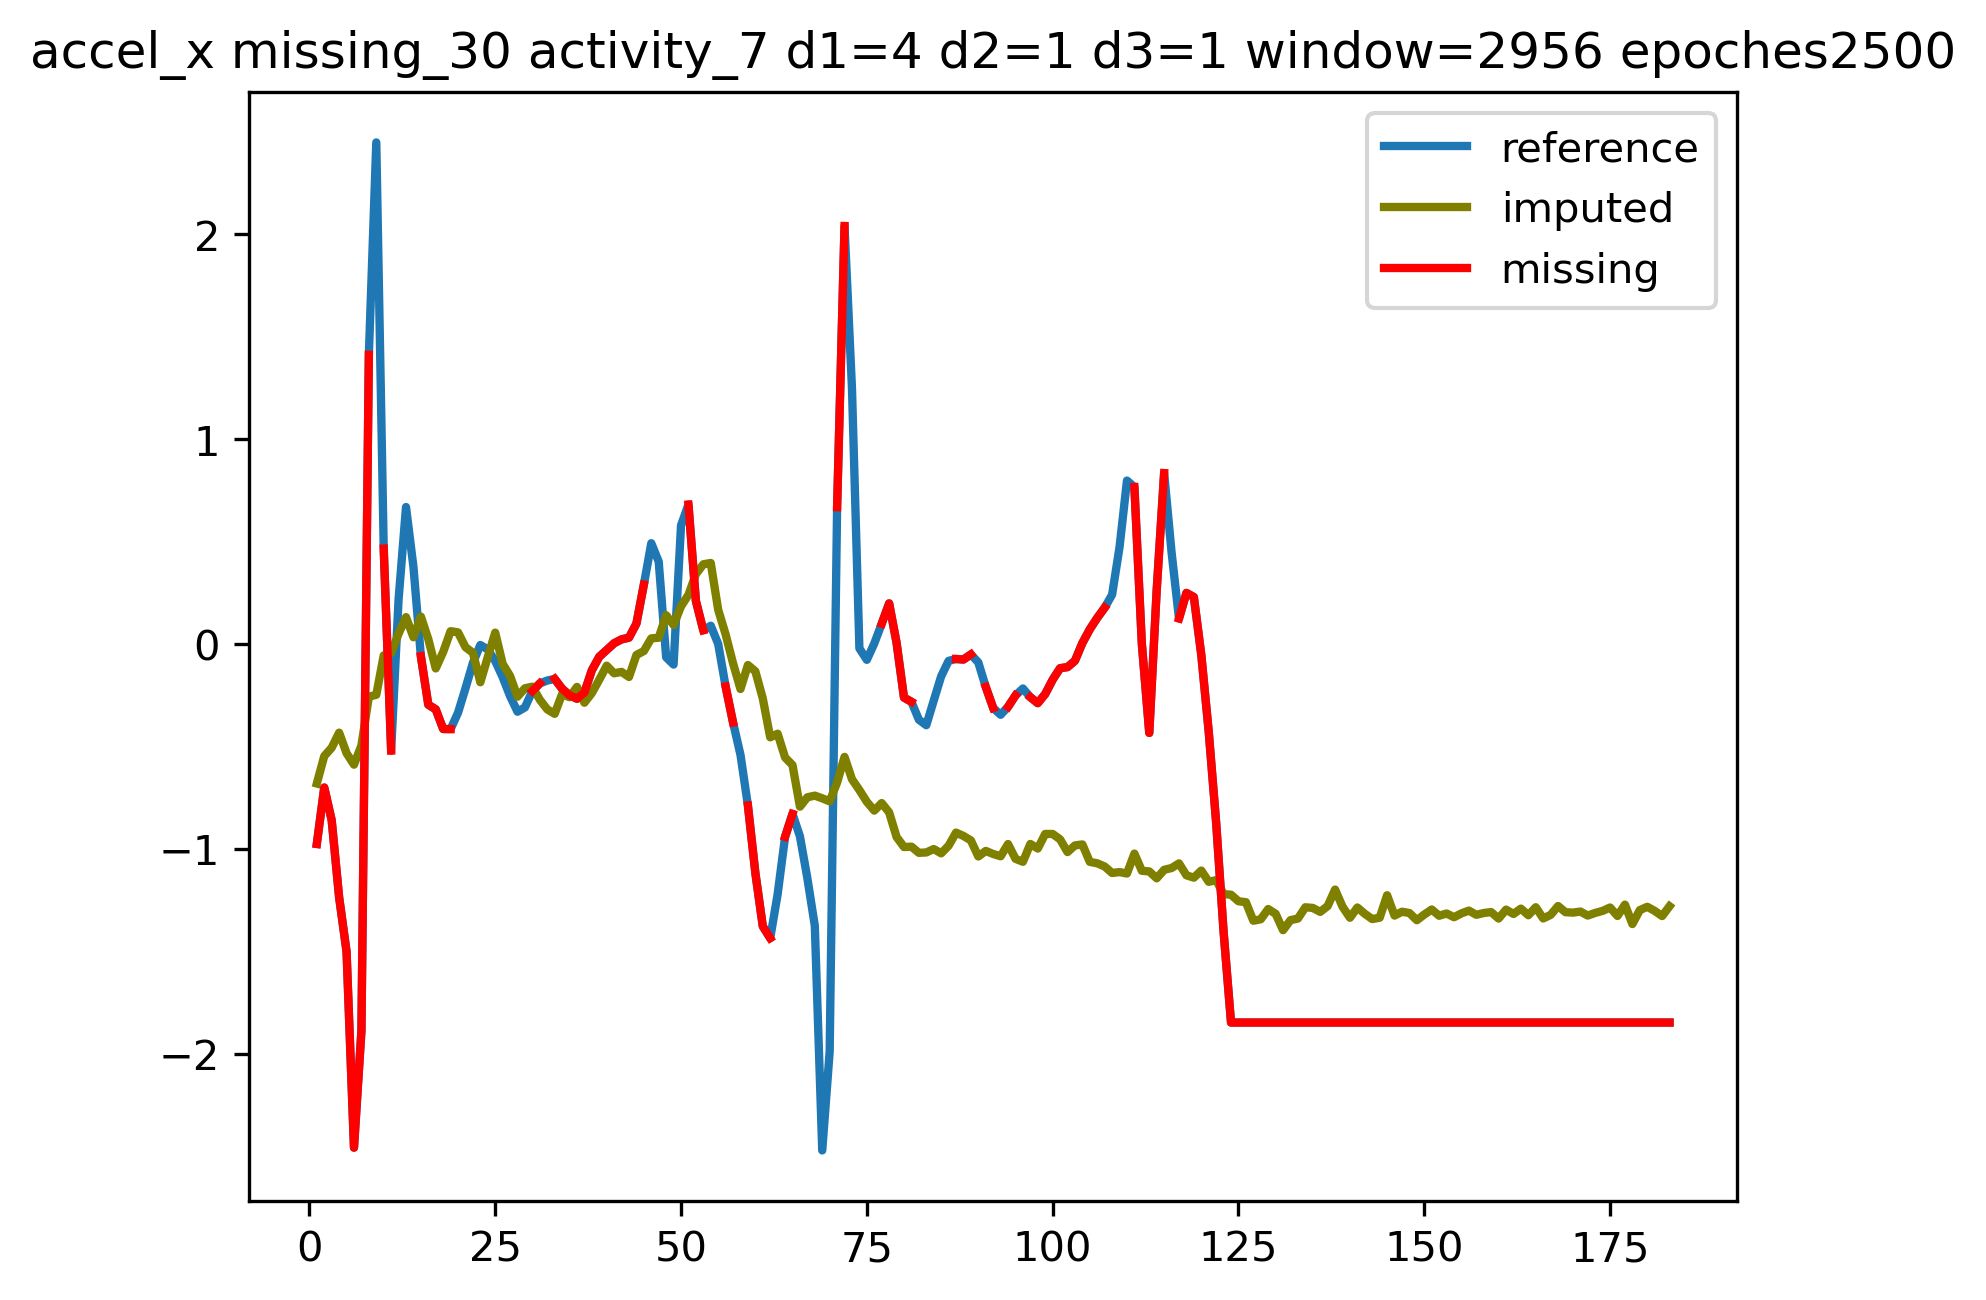 accel_x missing_30 activity_7 d1=4 d2=1 d3=1 window=2956 epoches2500
reference
imputed
missing
2
1
0
−1
−2
0 25 50 75 100 125 150 175